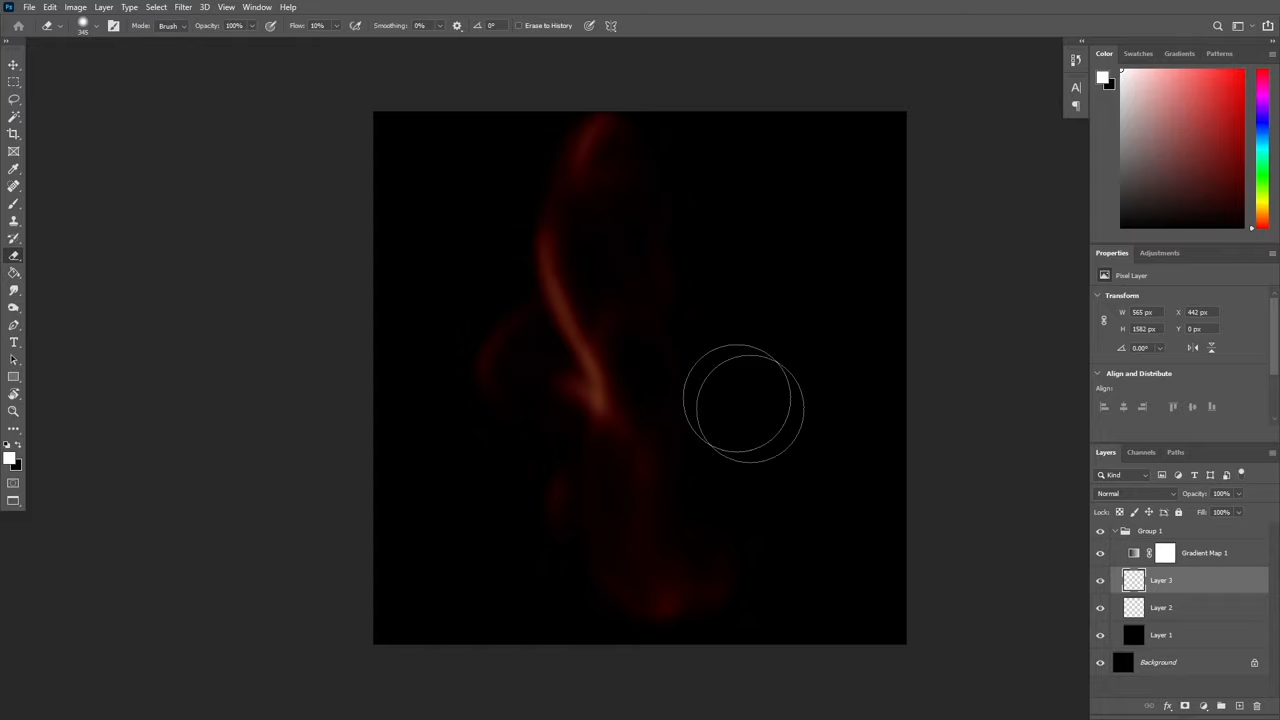 Ps File Edit Image Layer Type Select Filter 3D View Window Help
345 Mode: Brush Opacity: 100% Flow: 10% Smoothing: 0% 0° Erase to History
Color Swatches Gradients Patterns
Properties Adjustments
Pixel Layer
Transform
W 565 px X 442 px
H 1582 px Y 0 px
0.00°
Align and Distribute
Align:
Layers Channels Paths
Kind
Normal Opacity: 100%
Lock: Fill: 100%
Group 1
Gradient Map 1
Layer 3
Layer 2
Layer 1
Background